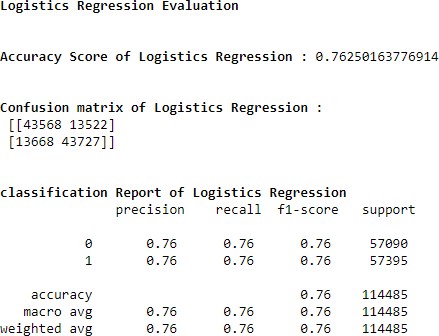 Logistics Regression Evaluation
Accuracy Score of Logistics Regression : 0.76250163776914
Confusion matrix of Logistics Regression :
[[43568 13522]
[13668 43727]]
classification Report of Logistics Regression
precision recall f1-score support
0 0.76 0.76 0.76 57090
1 0.76 0.76 0.76 57395
accuracy 0.76 114485
macro avg 0.76 0.76 0.76 114485
weighted avg 0.76 0.76 0.76 114485